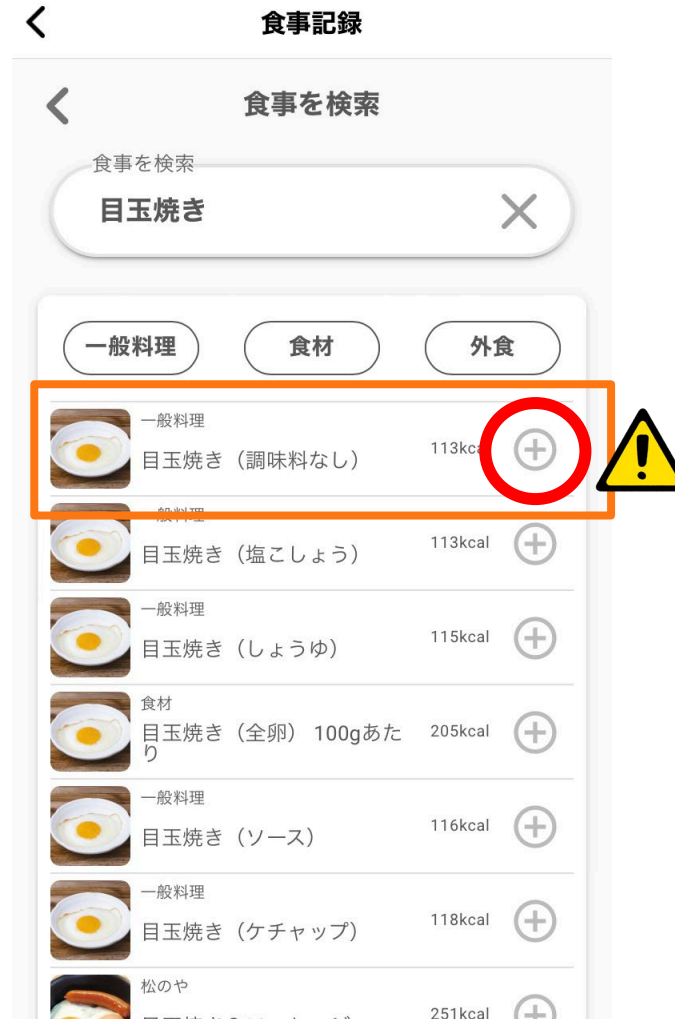 食事記録
食事を検索
食事を検索
目玉焼き
一般料理 食材 外食
一般料理
目玉焼き（調味料なし） 113kc
一般料理
目玉焼き（塩こしょう） 113kcal
一般料理
目玉焼き（しょうゆ） 115kcal
食材
目玉焼き（全卵） 100gあた
り
205kcal
一般料理
目玉焼き（ソース） 116kcal
一般料理
目玉焼き（ケチャップ） 118kcal
松のや
251kcal